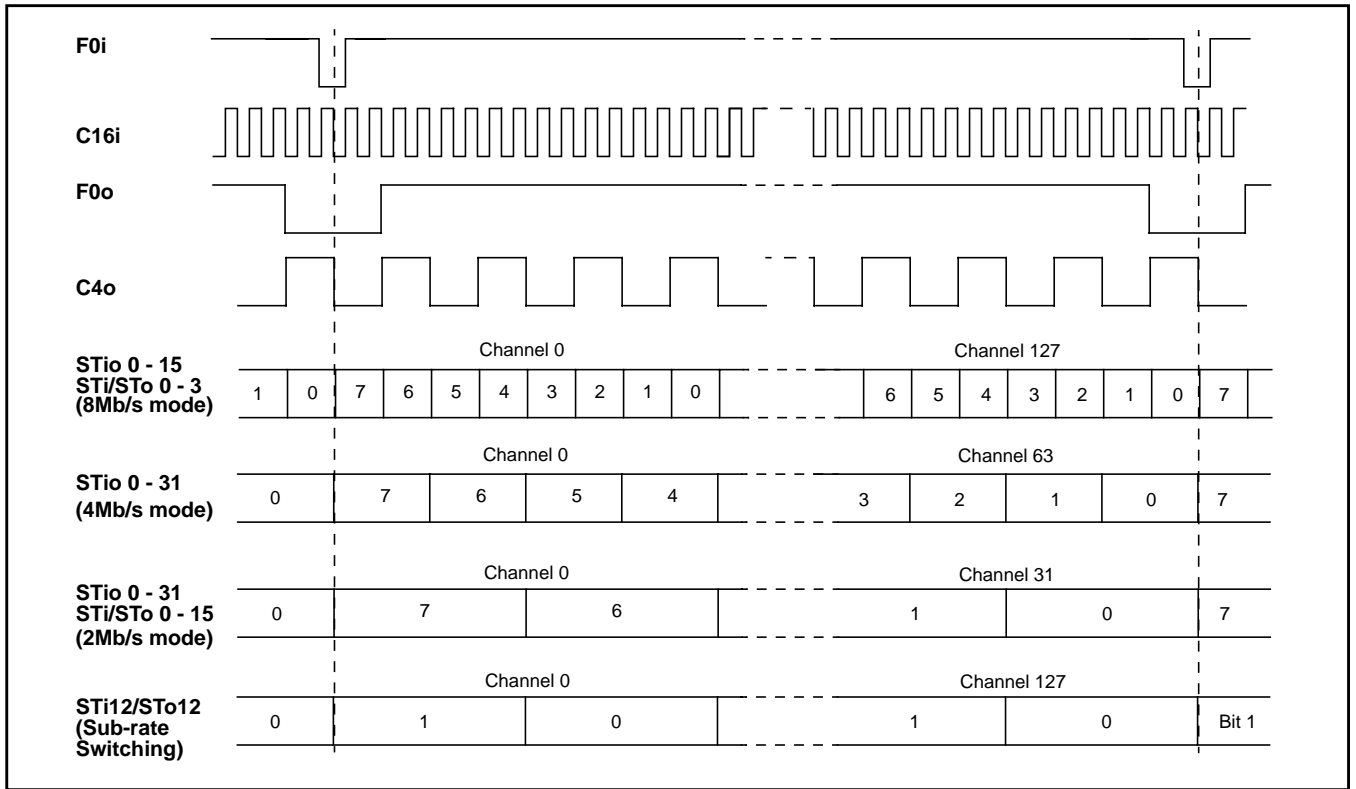 F0i
C16i
F0o
C4o
Channel 0
Channel 127
STio 0 - 15
STi/STo 0 - 3
(8Mb/s mode)
1 0 7 6 5 4 3 2 1 0 6 5 4 3 2 1 0 7
Channel 0
Channel 63
STio 0 - 31
(4Mb/s mode)
0 7 6 5 4 3 2 1 0 7
Channel 0
Channel 31
STio 0 - 31
STi/STo 0 - 15
(2Mb/s mode)
0 7 6 1 0 7
Channel 0
Channel 127
STi12/STo12
(Sub-rate
Switching)
0 1 0 1 0 Bit 1